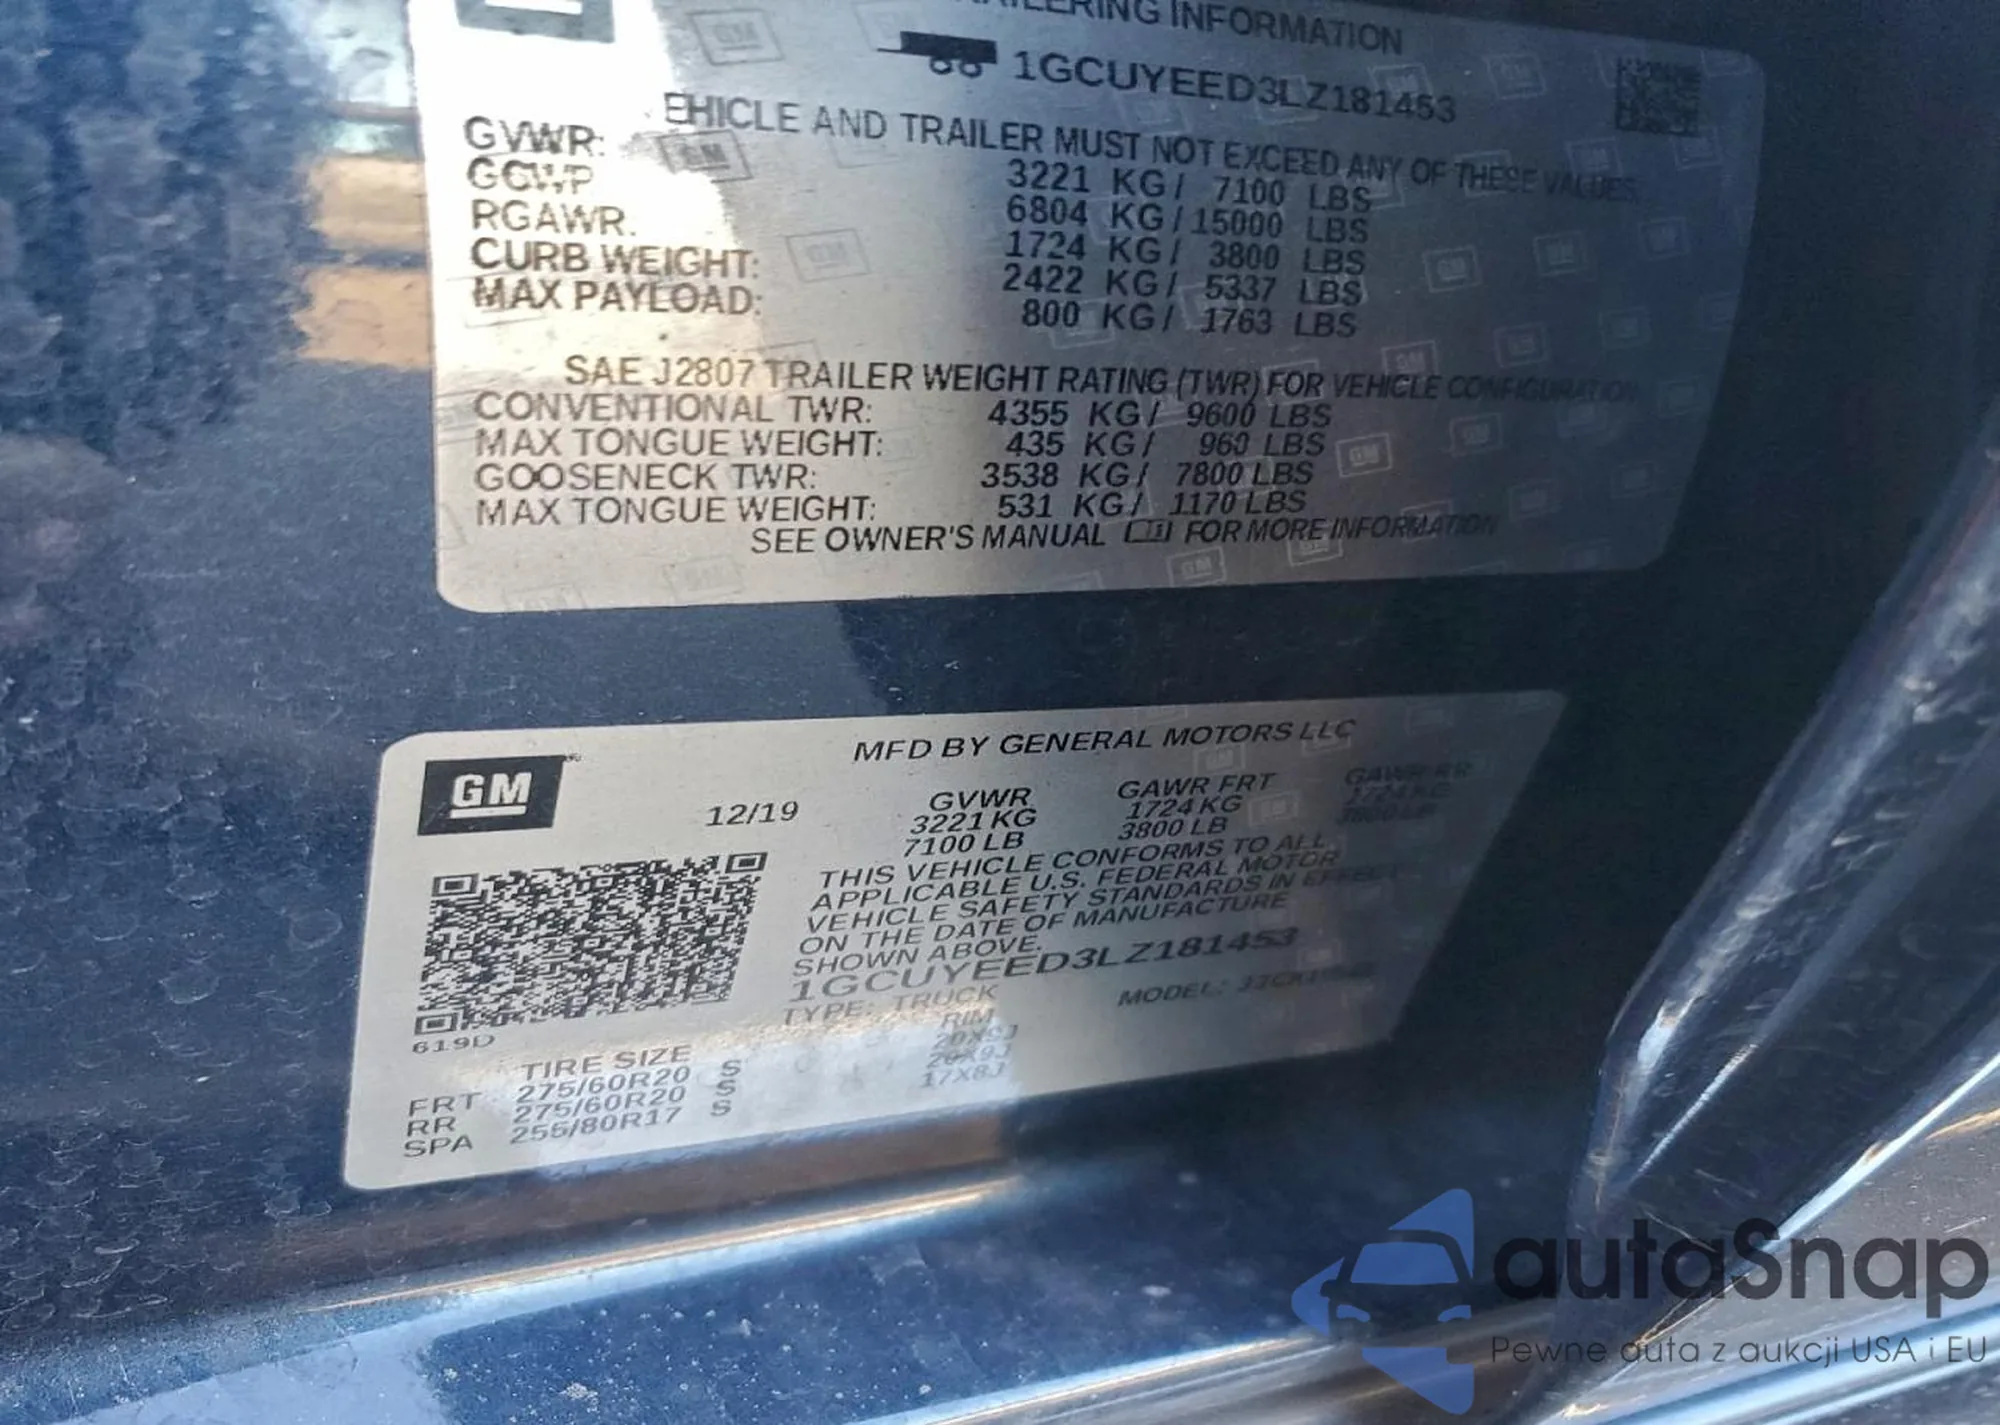 TRAILERING INFORMATION
1GCUYEED3LZ181453
EHICLE AND TRAILER MUST NOT EXCEED ANY OF THESE VALUES
GVWR: 3221 KG/ 7100 LBS
GCWR 6804 KG/15000 LBS
RGAWR: 1724 KG/ 3800 LBS
CURB WEIGHT: 2422 KG/ 5337 LBS
MAX PAYLOAD: 800 KG/ 1763 LBS
SAE J2807 TRAILER WEIGHT RATING (TWR) FOR VEHICLE CONFIGURATION
CONVENTIONAL TWR: 4355 KG/ 9600 LBS
MAX TONGUE WEIGHT: 435 KG/ 960 LBS
GOOSENECK TWR: 3538 KG/ 7800 LBS
MAX TONGUE WEIGHT: 531 KG/ 1170 LBS
SEE OWNER'S MANUAL FOR MORE INFORMATION
MFD BY GENERAL MOTORS LLC
GM
12/19
GVWR GAWR FRT GAWR RR
3221 KG 1724 KG 1724 KG
7100 LB 3800 LB 3800 LB
THIS VEHICLE CONFORMS TO ALL
APPLICABLE U.S. FEDERAL MOTOR
VEHICLE SAFETY STANDARDS IN EFFECT
ON THE DATE OF MANUFACTURE
SHOWN ABOVE.
1GCUYEED3LZ181453
TYPE: TRUCK MODEL:
619D
TIRE SIZE RIM
FRT 275/60R20 S 20X9J
RR 275/60R20 S 20X9J
SPA 255/80R17 S 17X8J
autaSnap
Pewne auta z aukcji USA i EU